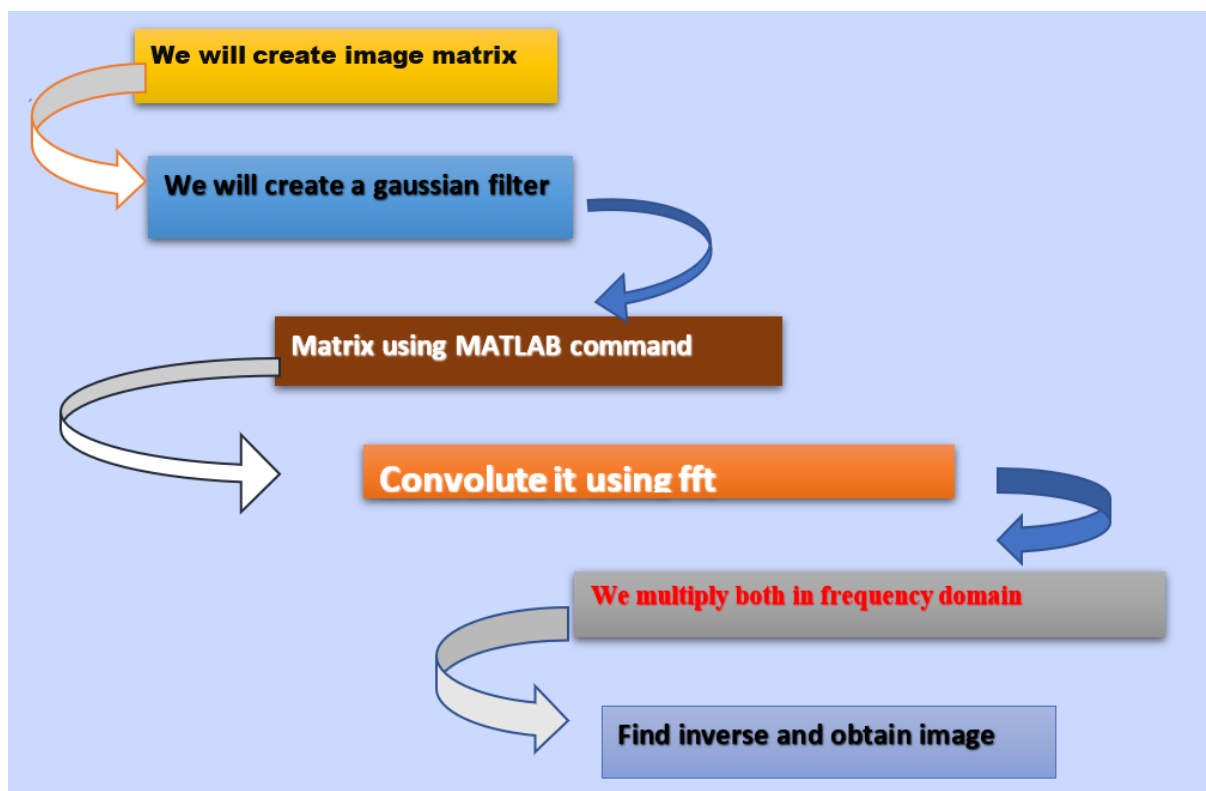 We will create image matrix
We will create a gaussian filter
Matrix using MATLAB command
Convolute it using fft
We multiply both in frequency domain
Find inverse and obtain image